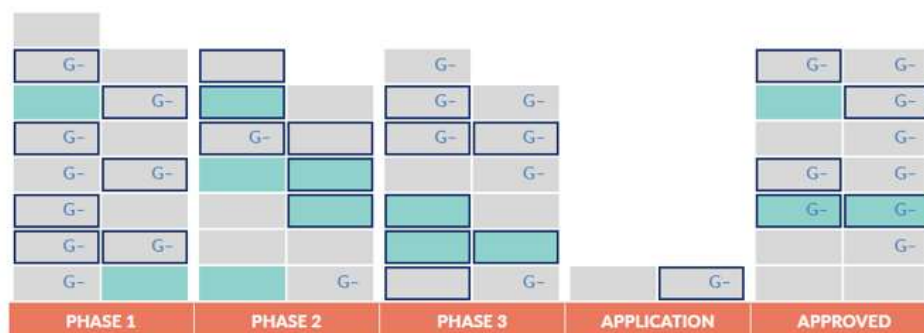 G– G– G– G–
G– G– G– G–
G– G– G– G– G–
G– G– G– G– G–
G– G– G–
G– G– G–
G– G– G–
PHASE 1 PHASE 2 PHASE 3 APPLICATION APPROVED